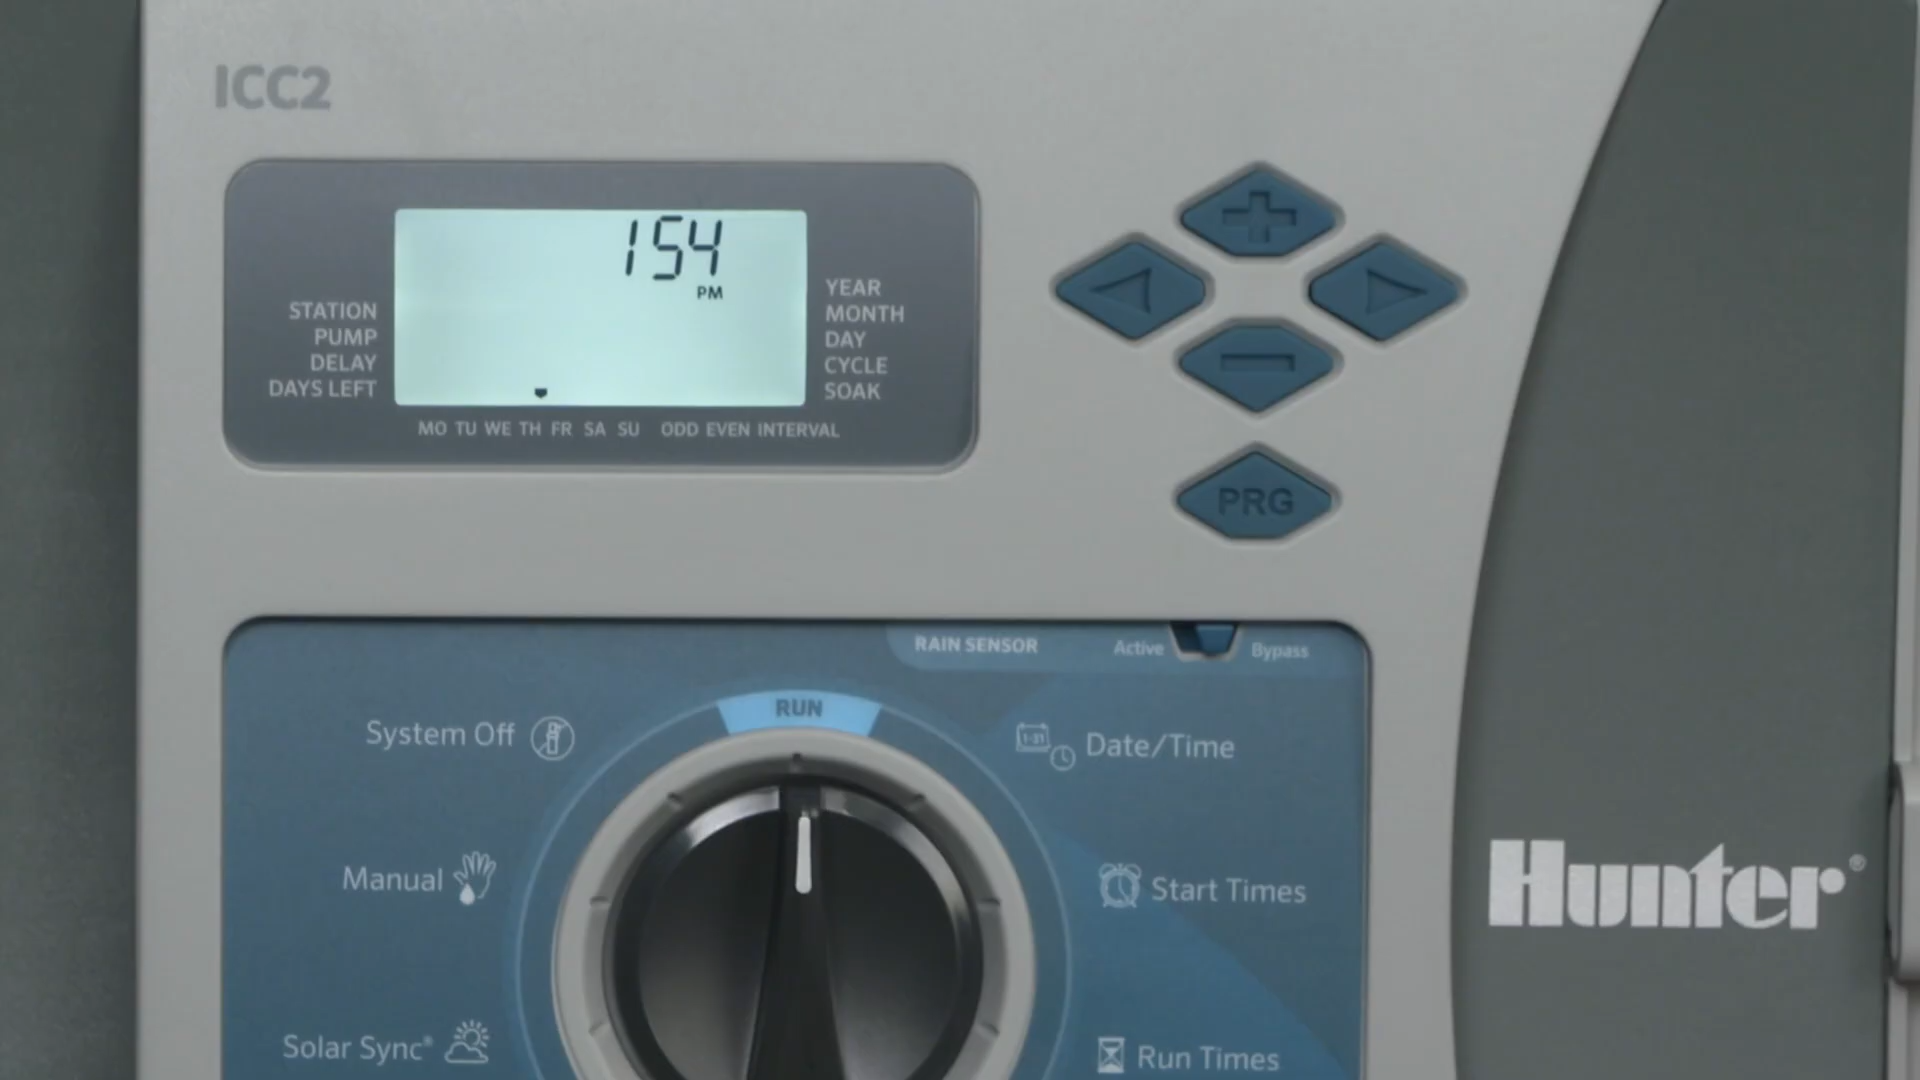 ICC2
154
PM
STATION
PUMP
DELAY
DAYS LEFT
YEAR
MONTH
DAY
CYCLE
SOAK
MO TU WE TH FR SA SU ODD EVEN INTERVAL
PRG
RAIN SENSOR Active Bypass
RUN
System Off
1-31 Date/Time
Manual
Start Times
Hunter®
Solar Sync®
Run Times